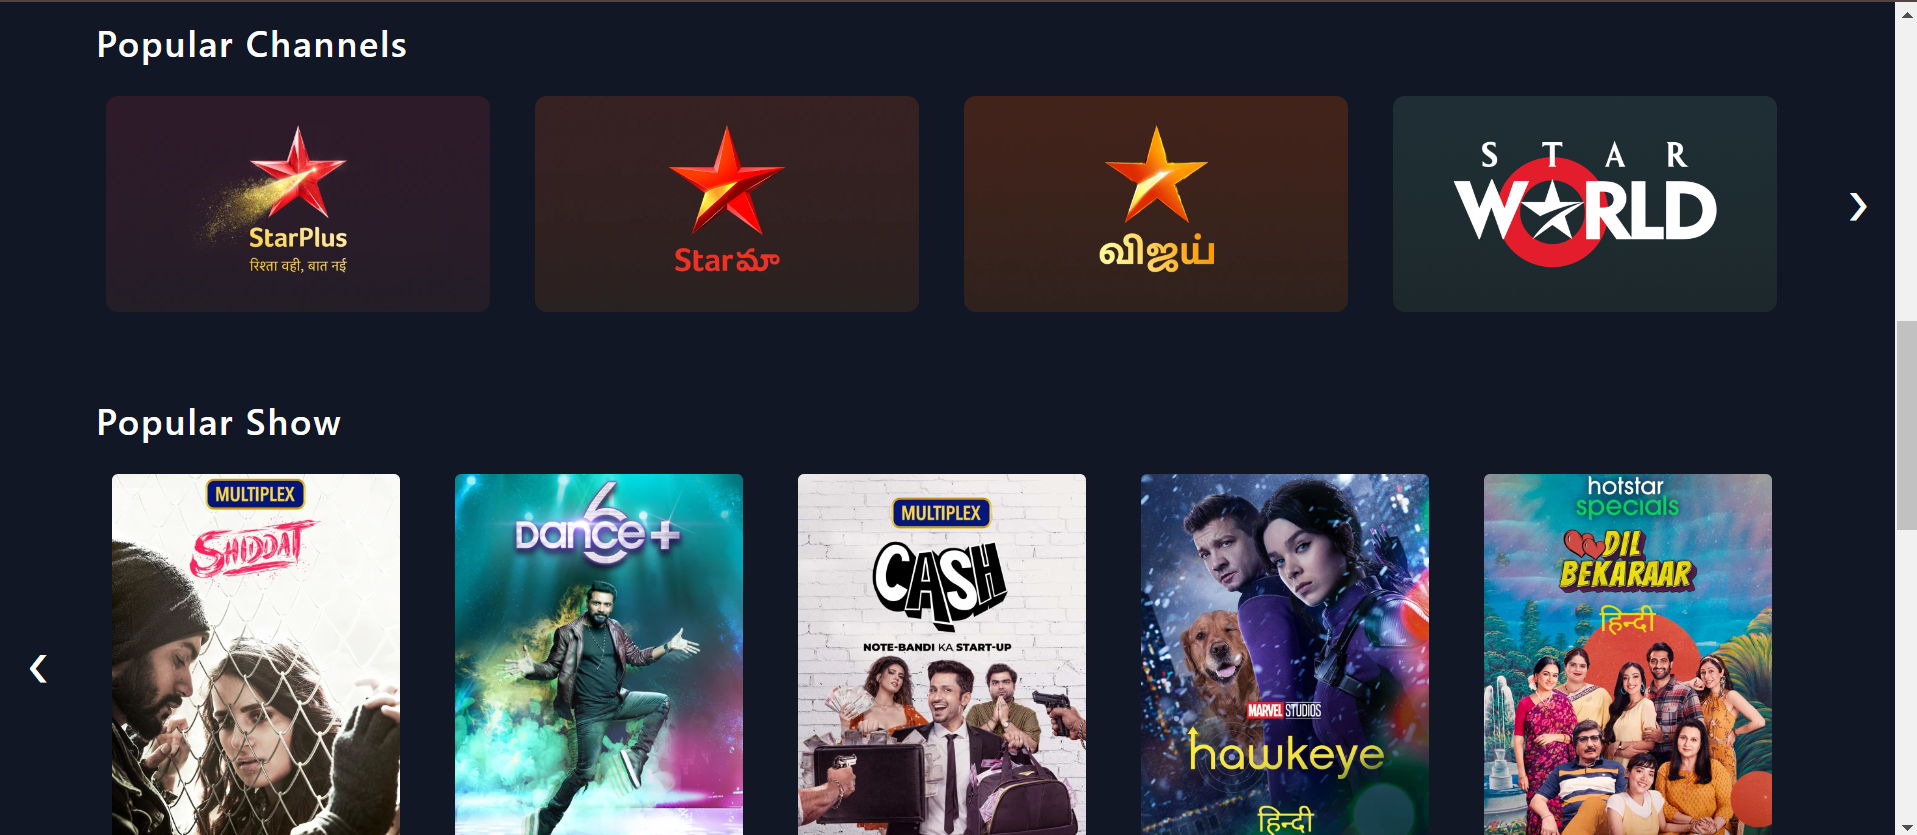 Popular Channels
StarPlus
रिश्ता वही, बात नई
Starమా
விஜய்
STAR
WORLD
Popular Show
MULTIPLEX
SHIDDAT
Dance+ 6
MULTIPLEX
CASH
NOTE-BANDI KA START-UP
MARVEL STUDIOS
hawkeye
हिन्दी
hotstar
specials
DIL
BEKARAAR
हिन्दी